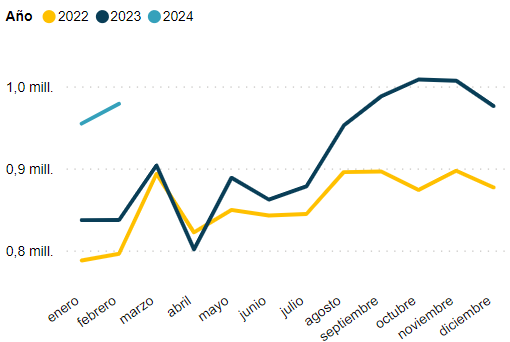 Año 2022 2023 2024
1,0 mill.
0,9 mill.
0,8 mill.
enero febrero marzo abril mayo junio julio agosto septiembre octubre noviembre diciembre